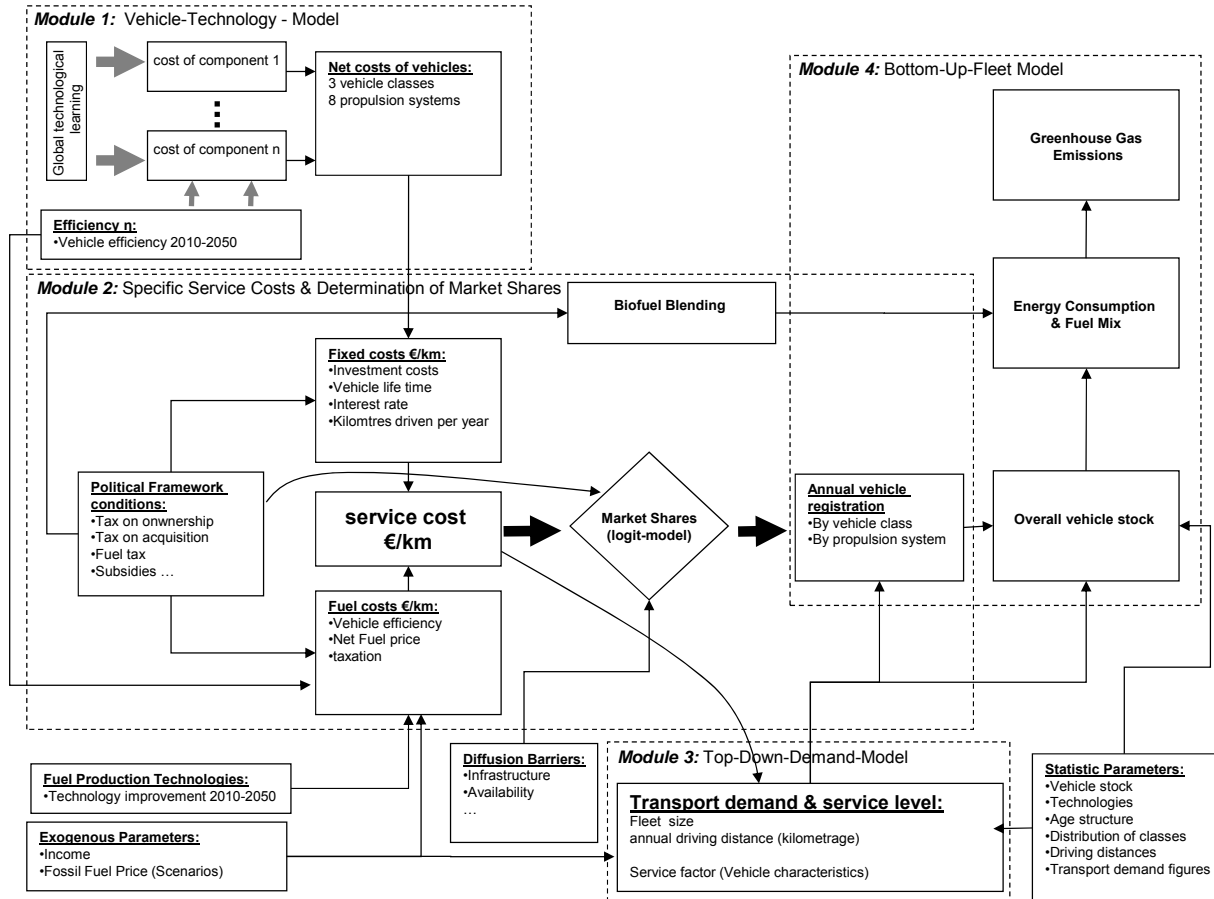 Module 1: Vehicle-Technology - Model
Global technological
learning
cost of component 1
cost of component n
Net costs of vehicles:
3 vehicle classes
8 propulsion systems
Efficiency η:
•Vehicle efficiency 2010-2050
Module 4: Bottom-Up-Fleet Model
Greenhouse Gas
Emissions
Energy Consumption
& Fuel Mix
Module 2: Specific Service Costs & Determination of Market Shares
Biofuel Blending
Fixed costs €/km:
•Investment costs
•Vehicle life time
•Interest rate
•Kilomtres driven per year
Political Framework
conditions:
•Tax on onwnership
•Tax on acquisition
•Fuel tax
•Subsidies …
service cost
€/km
Market Shares
(logit-model)
Annual vehicle
registration
•By vehicle class
•By propulsion system
Overall vehicle stock
Fuel costs €/km:
•Vehicle efficiency
•Net Fuel price
•taxation
Fuel Production Technologies:
•Technology improvement 2010-2050
Exogenous Parameters:
•Income
•Fossil Fuel Price (Scenarios)
Diffusion Barriers:
•Infrastructure
•Availability
…
Module 3: Top-Down-Demand-Model
Transport demand & service level:
Fleet size
annual driving distance (kilometrage)
Service factor (Vehicle characteristics)
Statistic Parameters:
•Vehicle stock
•Technologies
•Age structure
•Distribution of classes
•Driving distances
•Transport demand figures